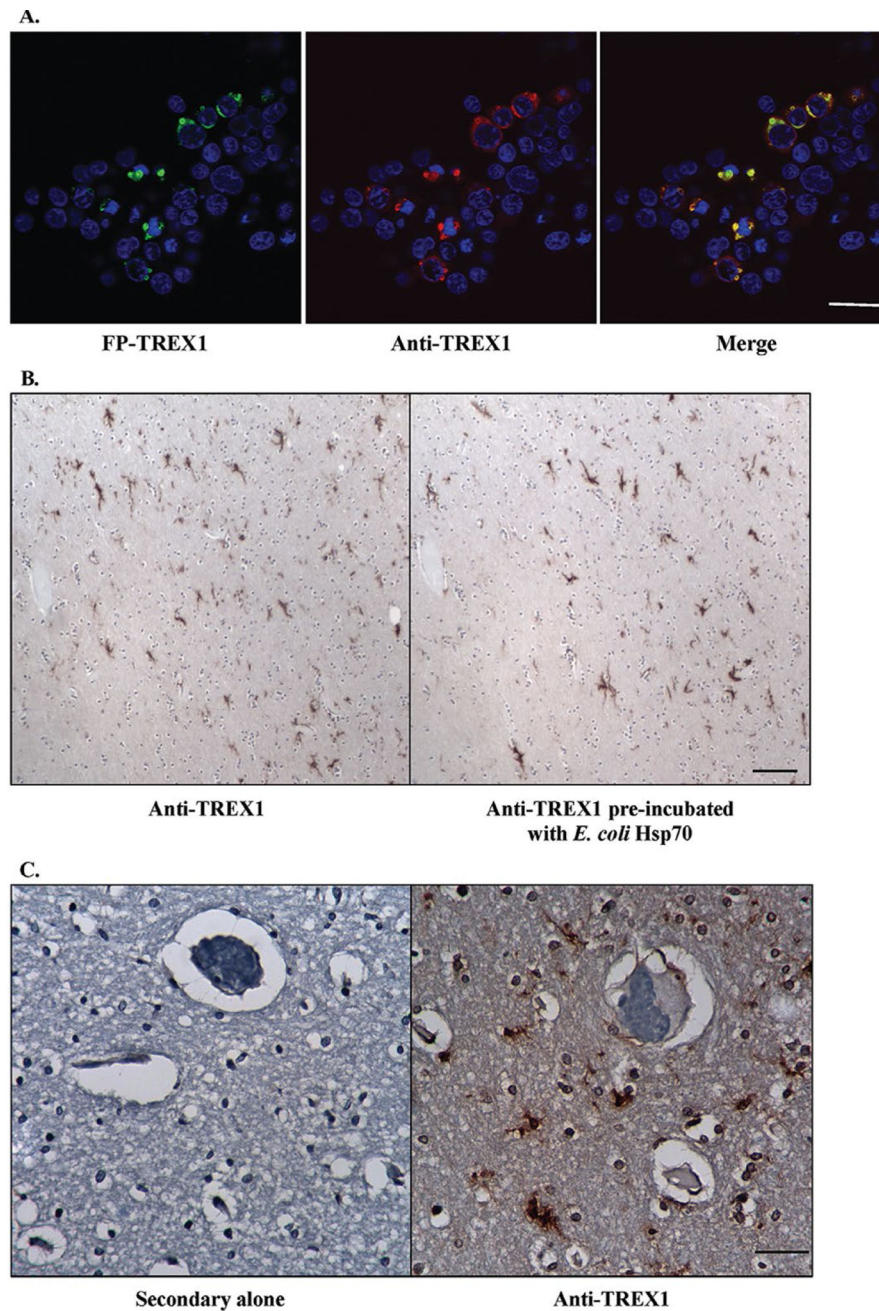 A.
FP-TREX1
Anti-TREX1
Merge
B.
Anti-TREX1
Anti-TREX1 pre-incubated
with E. coli Hsp70
C.
Secondary alone
Anti-TREX1